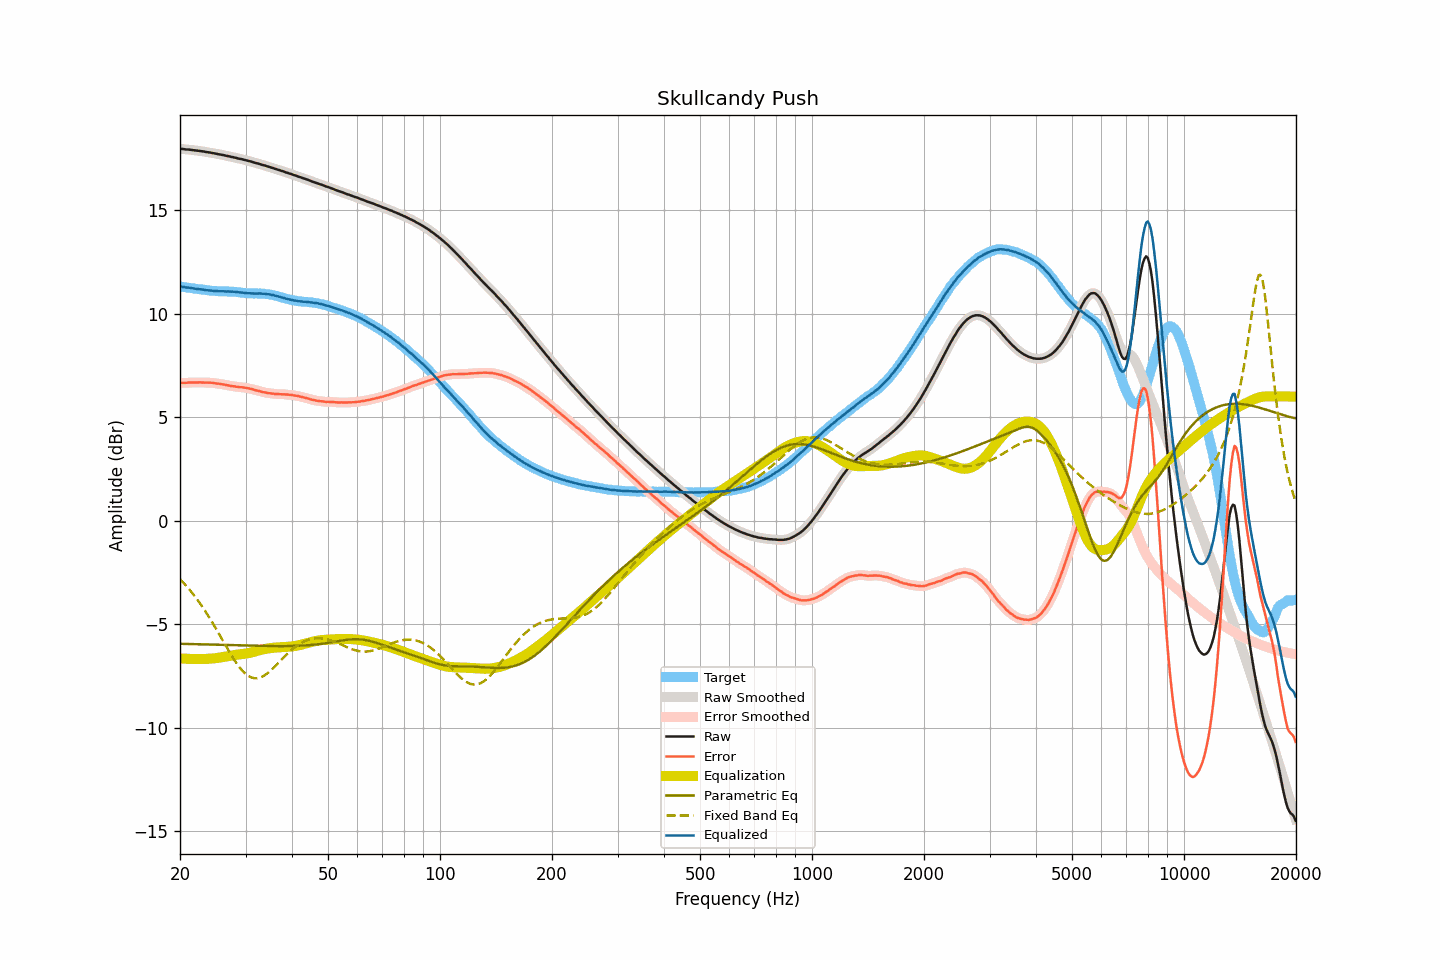 Skullcandy Push
Amplitude (dBr)
15
10
5
0
−5
−10
−15
20
50
100
200
500
1000
2000
5000
10000
20000
Frequency (Hz)
Target
Raw Smoothed
Error Smoothed
Raw
Error
Equalization
Parametric Eq
Fixed Band Eq
Equalized